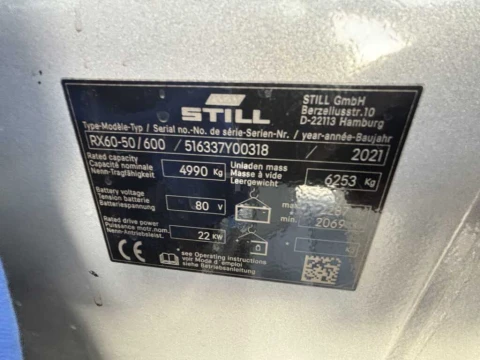 STILL
STILL GmbH
Berzeliusstr.10
D-22113 Hamburg
Type-Modèle-Typ / Serial no.-No. de série-Serien-Nr. / year-année-Baujahr
RX60-50/600 / 516337Y00318 / 2021
Rated capacity
Capacité nominale
Nenn-Tragfähigkeit
4990 Kg
Unladen mass
Masse à vide
Leergewicht
6253 Kg
Battery voltage
Tension batterie
Batteriespannung
80 V
2069
Rated drive power
Puissance motr.nom.
Nenn-Antriebsleist.
22 KW
0
CE
see Operating instructions
voir Mode d'emploi
siehe Betriebsanleitung